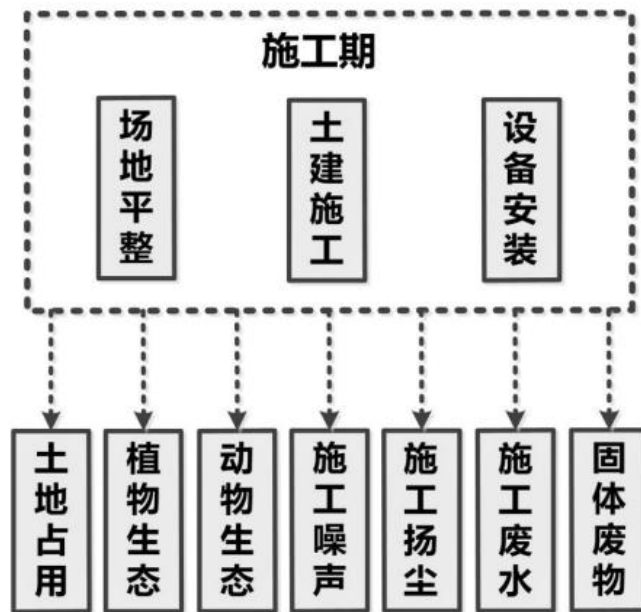 施工期
场地平整
土建施工
设备安装
土地占用
植物生态
动物生态
施工噪声
施工扬尘
施工废水
固体废物